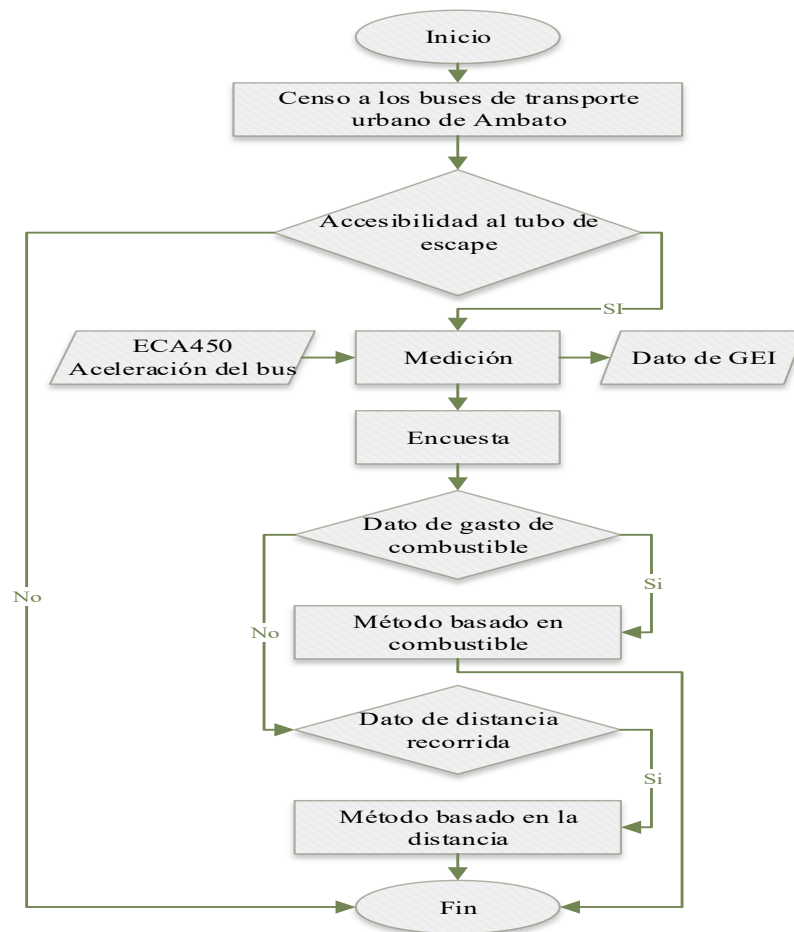 Inicio
Censo a los buses de transporte
urbano de Ambato
Accesibilidad al tubo de
escape
SI
ECA450
Aceleración del bus
Medición
Dato de GEI
Encuesta
Dato de gasto de
combustible
Si
No
No
Método basado en
combustible
Dato de distancia
recorrida
Si
Método basado en la
distancia
Fin